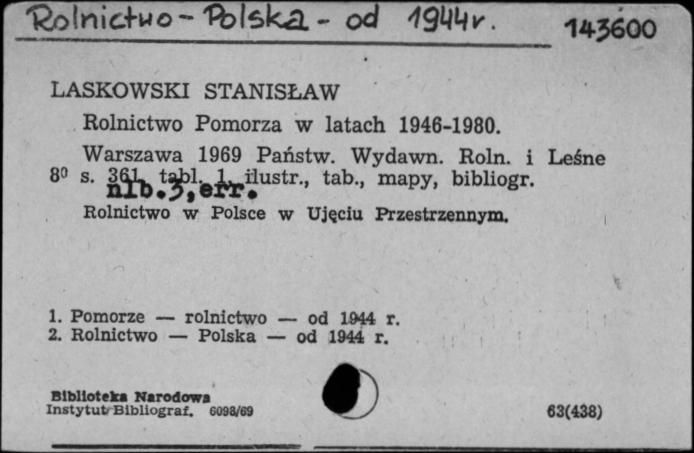 Rolnictwo - Polska - od 1944 r.
143600
LASKOWSKI STANISŁAW
Rolnictwo Pomorza w latach 1946-1980.
Warszawa 1969 Państw. Wydawn. Roln. i Leśne
8⁰ s. 361, tabl. 1, ilustr., tab., mapy, bibliogr.
nlb. 3, err.
Rolnictwo w Polsce w Ujęciu Przestrzennym.
1. Pomorze — rolnictwo — od 1944 r.
2. Rolnictwo — Polska — od 1944 r.
Biblioteka Narodowa
Instytut Bibliograf. 6098/69
63(438)